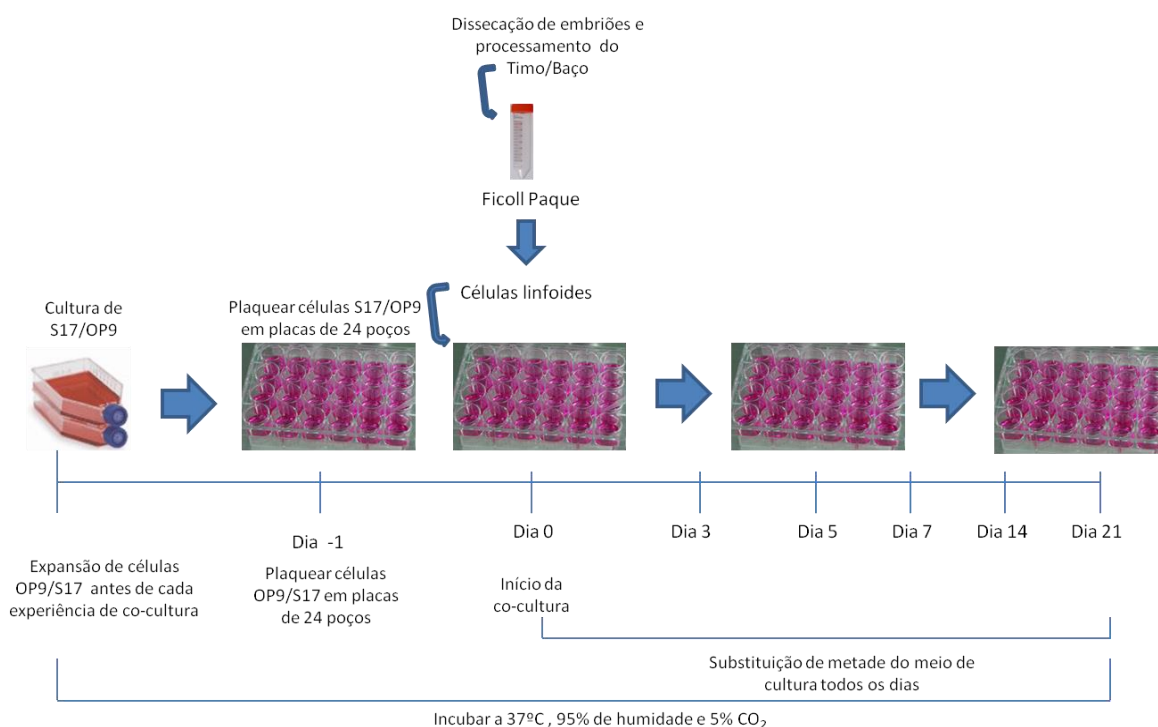 Dissecação de embriões e
processamento do
Timo/Baço
Ficoll Paque
Células linfoides
Cultura de
S17/OP9
Plaquear células S17/OP9
em placas de 24 poços
Dia -1
Dia 0
Dia 3
Dia 5
Dia 7
Dia 14
Dia 21
Expansão de células
OP9/S17 antes de cada
experiência de co-cultura
Plaquear células
OP9/S17 em placas
de 24 poços
Início da
co-cultura
Substituição de metade do meio de
cultura todos os dias
Incubar a 37ºC , 95% de humidade e 5% CO₂